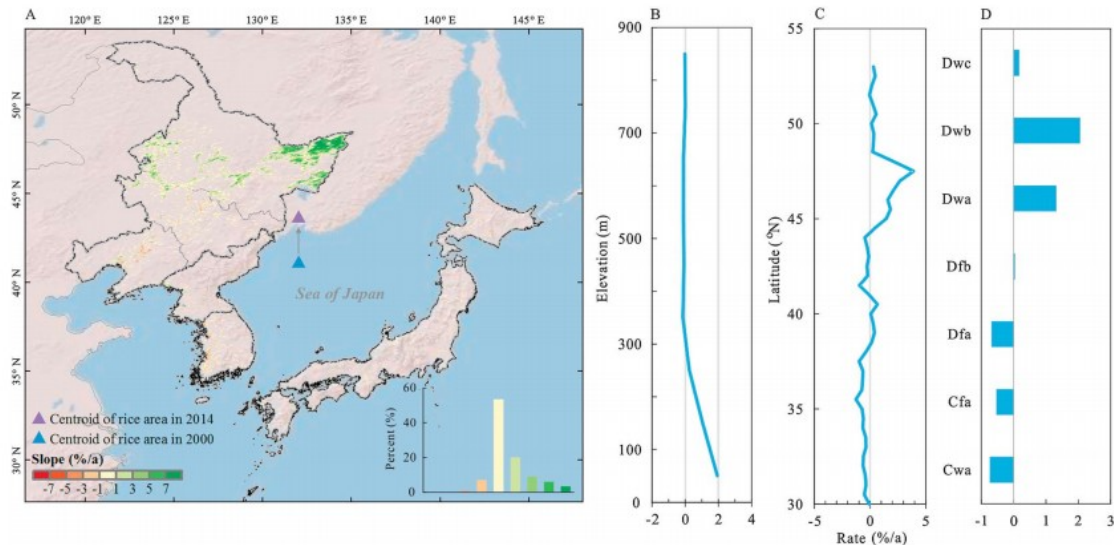 A
120° E
125° E
130° E
135° E
140° E
145° E
50° N
45° N
40° N
35° N
30° N
Sea of Japan
Centroid of rice area in 2014
Centroid of rice area in 2000
Slope (%/a)
-7 -5 -3 -1 1 3 5 7
Percent (%)
60
40
20
0
B
900
700
500
300
100
Elevation (m)
-2 0 2 4
C
55
50
45
40
35
30
Latitude (°N)
-5 0 5
Rate (%/a)
D
Dwc
Dwb
Dwa
Dfb
Dfa
Cfa
Cwa
-1 0 1 2 3